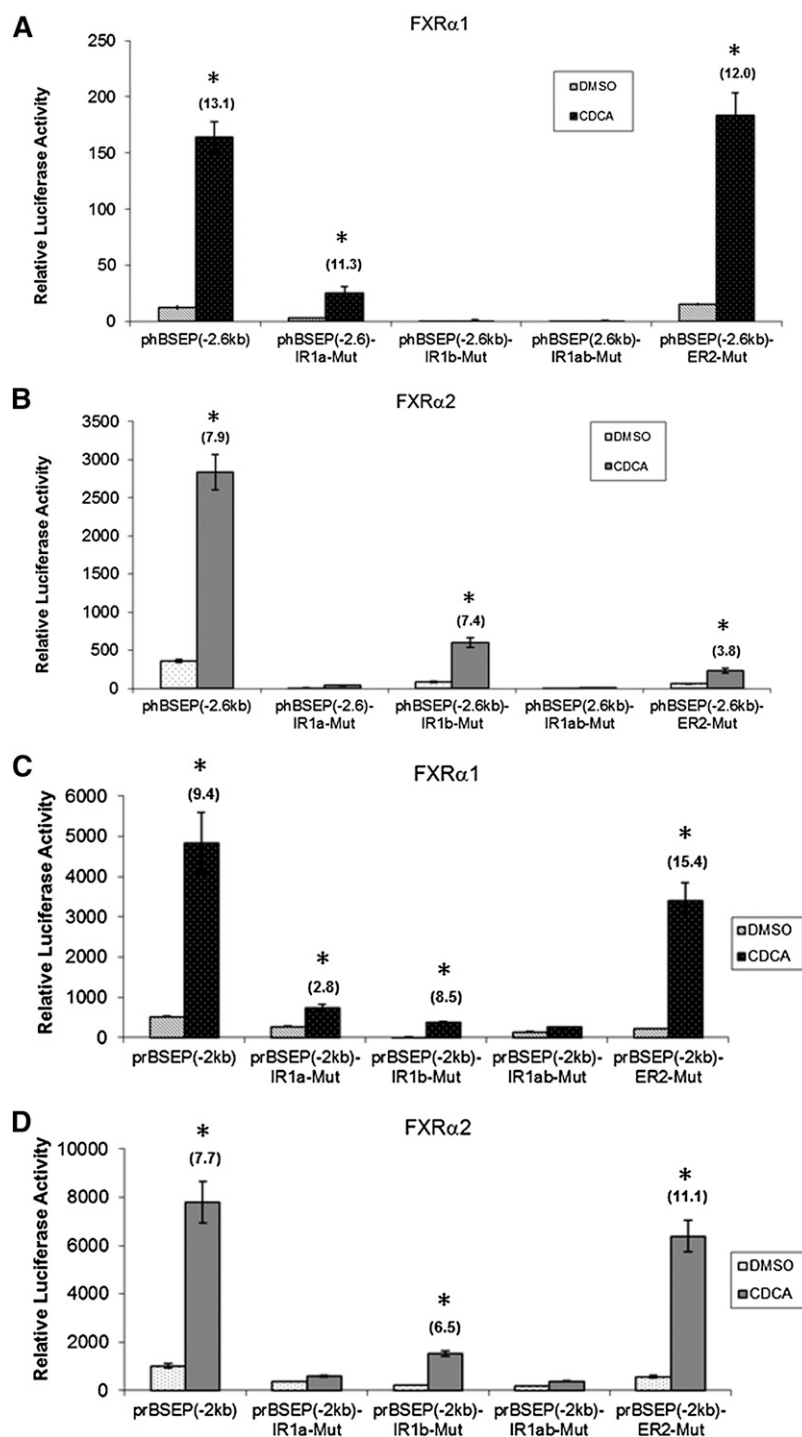 A
FXRα1
Relative Luciferase Activity
250
200
150
100
50
0
DMSO
CDCA
*
(13.1)
*
(11.3)
*
(12.0)
phBSEP(-2.6kb)
phBSEP(-2.6)-
IR1a-Mut
phBSEP(-2.6kb)-
IR1b-Mut
phBSEP(2.6kb)-
IR1ab-Mut
phBSEP(-2.6kb)-
ER2-Mut
B
FXRα2
Relative Luciferase Activity
3500
3000
2500
2000
1500
1000
500
0
DMSO
CDCA
*
(7.9)
*
(7.4)
*
(3.8)
phBSEP(-2.6kb)
phBSEP(-2.6)-
IR1a-Mut
phBSEP(-2.6kb)-
IR1b-Mut
phBSEP(2.6kb)-
IR1ab-Mut
phBSEP(-2.6kb)-
ER2-Mut
C
FXRα1
Relative Luciferase Activity
6000
5000
4000
3000
2000
1000
0
DMSO
CDCA
*
(9.4)
*
(2.8)
*
(8.5)
*
(15.4)
prBSEP(-2kb)
prBSEP(-2kb)-
IR1a-Mut
prBSEP(-2kb)-
IR1b-Mut
prBSEP(-2kb)-
IR1ab-Mut
prBSEP(-2kb)-
ER2-Mut
D
FXRα2
Relative Luciferase Activity
10000
8000
6000
4000
2000
0
DMSO
CDCA
*
(7.7)
*
(6.5)
*
(11.1)
prBSEP(-2kb)
prBSEP(-2kb)-
IR1a-Mut
prBSEP(-2kb)-
IR1b-Mut
prBSEP(-2kb)-
IR1ab-Mut
prBSEP(-2kb)-
ER2-Mut